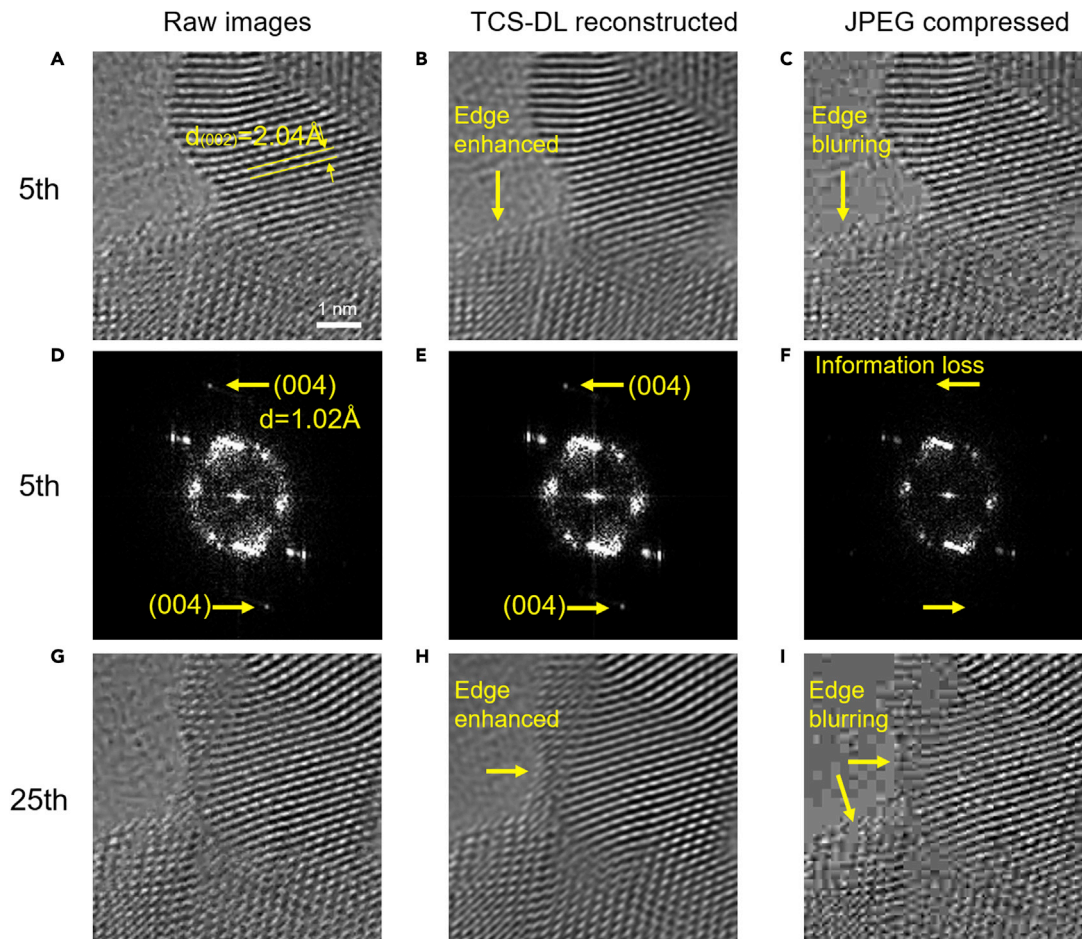 Raw images
TCS-DL reconstructed
JPEG compressed
A
B
C
5th
d(002)=2.04Å
1 nm
Edge
enhanced
Edge
blurring
D
E
F
5th
(004)
d=1.02Å
(004)
(004)
(004)
Information loss
G
H
I
25th
Edge
enhanced
Edge
blurring